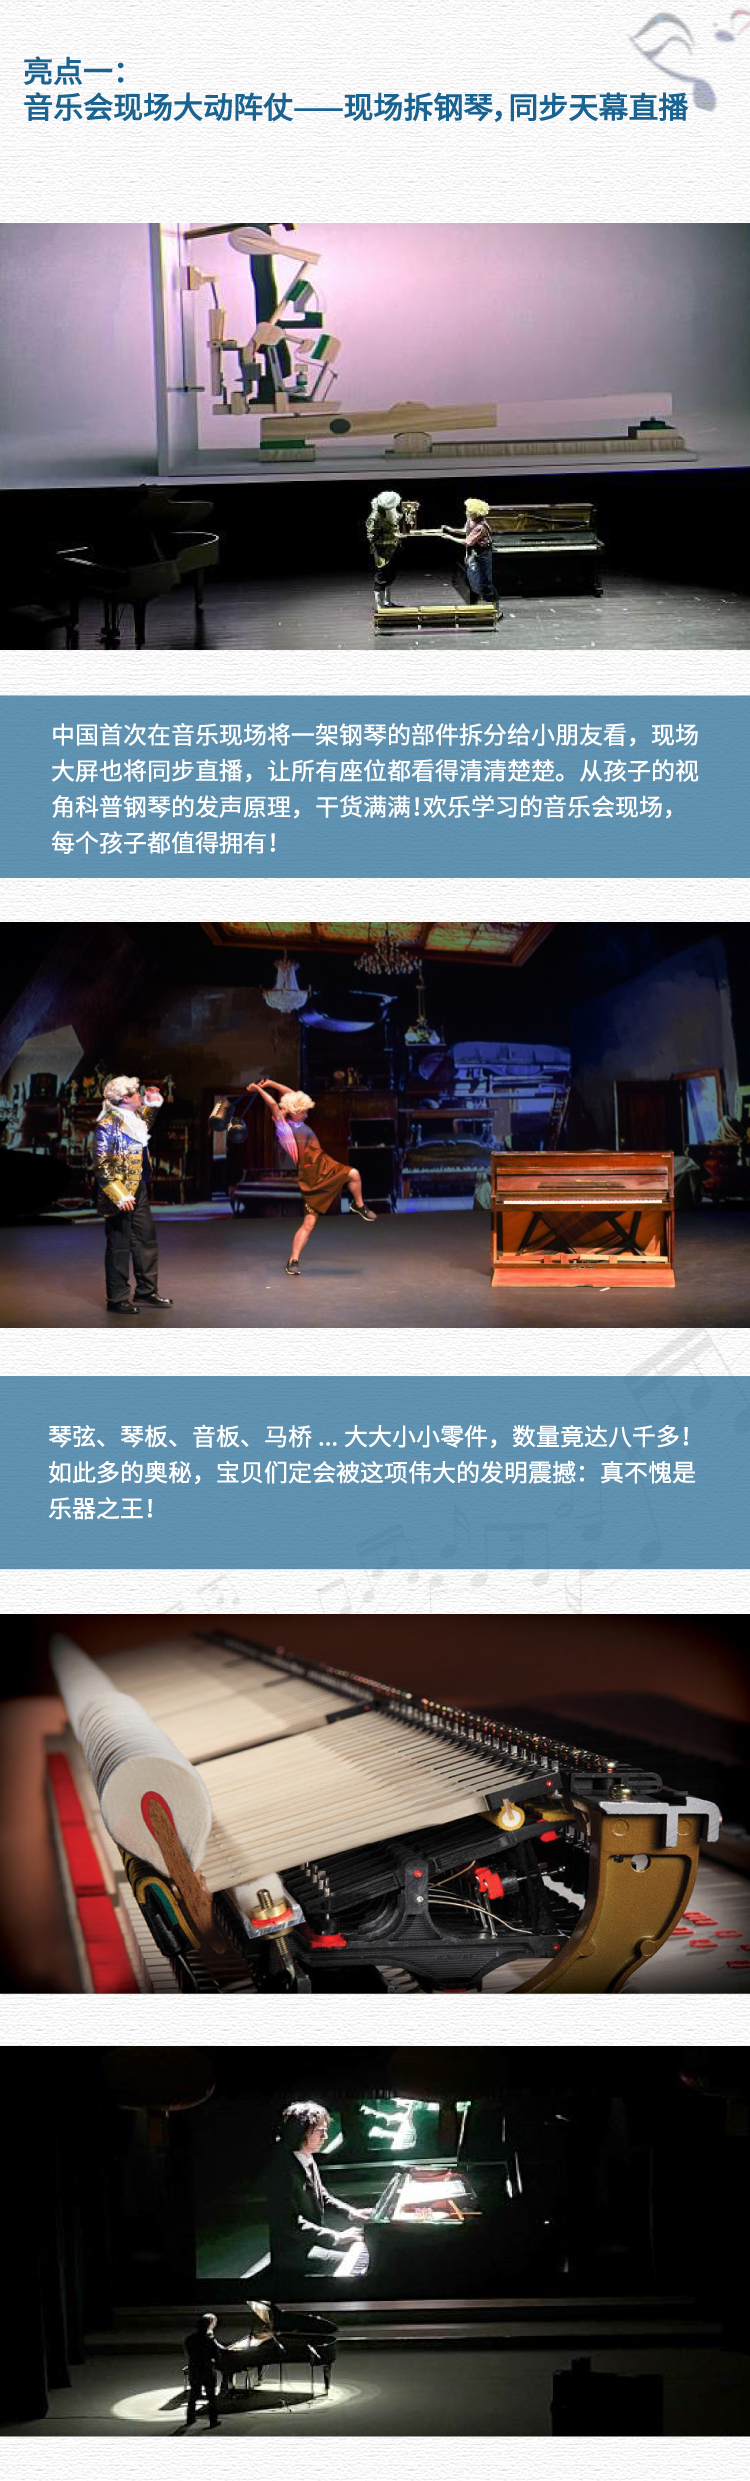 亮点一：
音乐会现场大动阵仗——现场拆钢琴，同步天幕直播
中国首次在音乐现场将一架钢琴的部件拆分给小朋友看，现场
大屏也将同步直播，让所有座位都看得清清楚楚。从孩子的视
角科普钢琴的发声原理，干货满满！欢乐学习的音乐会现场，
每个孩子都值得拥有！
琴弦、琴板、音板、马桥 ... 大大小小零件，数量竟达八千多！
如此多的奥秘，宝贝们定会被这项伟大的发明震撼：真不愧是
乐器之王！